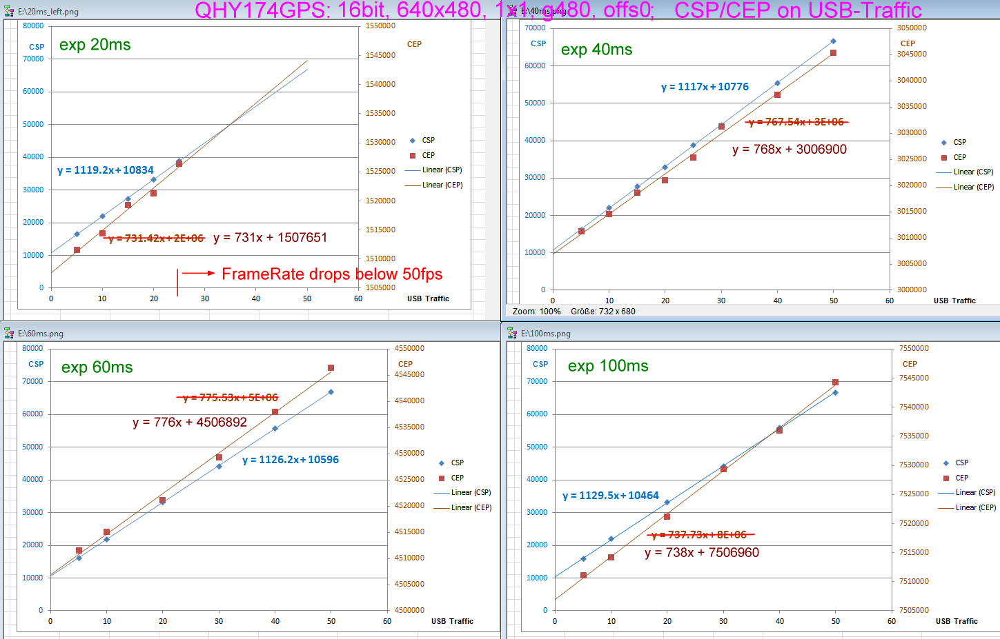 QHY174GPS: 16bit, 640x480, 1x1, g480, offs0; CSP/CEP on USB-Traffic
E:\20ms_left.png
80000
70000
60000
50000
40000
30000
20000
10000
0
CSP
exp 20ms
1550000
1545000
1540000
1535000
1530000
1525000
1520000
1515000
1510000
1505000
CEP
y = 1119.2x + 10834
y = 731.42x + 2E+06
y = 731x + 1507651
FrameRate drops below 50fps
0 10 20 30 40 50 60
USB Traffic
CSP
CEP
Linear (CSP)
Linear (CEP)
E:\40ms.png
70000
60000
50000
40000
30000
20000
10000
0
CSP
exp 40ms
3050000
3045000
3040000
3035000
3030000
3025000
3020000
3015000
3010000
3005000
3000000
CEP
y = 1117x + 10776
y = 767.54x + 3E+06
y = 768x + 3006900
0 10 20 30 40 50 60
USB Traffic
CSP
CEP
Linear (CSP)
Linear (CEP)
Zoom: 100% Größe: 732 x 680
E:\60ms.png
80000
70000
60000
50000
40000
30000
20000
10000
0
CSP
exp 60ms
4550000
4545000
4540000
4535000
4530000
4525000
4520000
4515000
4510000
4505000
4500000
CEP
y = 775.53x + 5E+06
y = 776x + 4506892
y = 1126.2x + 10596
0 10 20 30 40 50 60
USB Traffic
CSP
CEP
Linear (CSP)
Linear (CEP)
E:\100ms.png
80000
70000
60000
50000
40000
30000
20000
10000
0
CSP
exp 100ms
7550000
7545000
7540000
7535000
7530000
7525000
7520000
7515000
7510000
7505000
CEP
y = 1129.5x + 10464
y = 737.73x + 8E+06
y = 738x + 7506960
0 10 20 30 40 50 60
USB Traffic
CSP
CEP
Linear (CSP)
Linear (CEP)